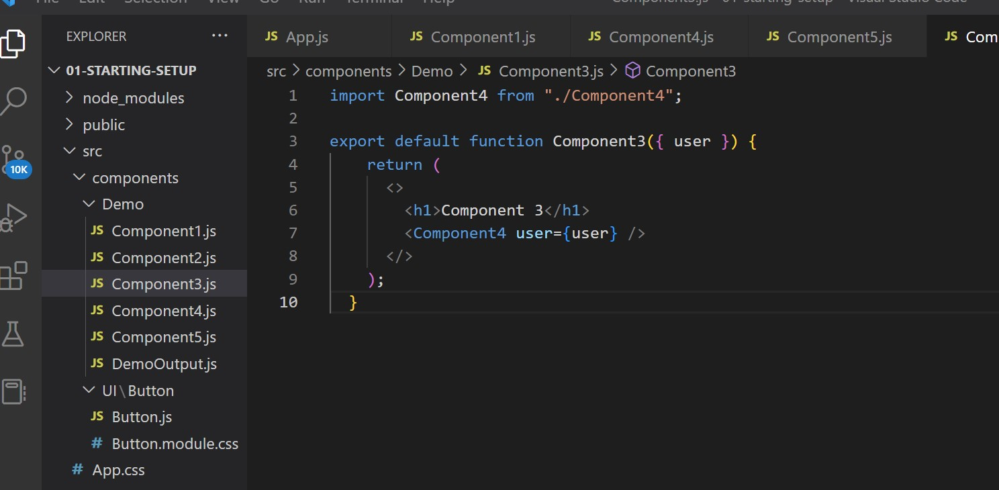 File Edit Selection View Go Run Terminal Help Component3.js - 01-starting-setup - Visual Studio Code
EXPLORER ···
JS App.js JS Component1.js JS Component4.js JS Component5.js JS Com
01-STARTING-SETUP
node_modules
public
src
10K
components
Demo
JS Component1.js
JS Component2.js
JS Component3.js
JS Component4.js
JS Component5.js
JS DemoOutput.js
UI\Button
JS Button.js
# Button.module.css
# App.css
src > components > Demo > JS Component3.js > Component3
1 import Component4 from "./Component4";
2
3 export default function Component3({ user }) {
4 return (
5 <>
6 <h1>Component 3</h1>
7 <Component4 user={user} />
8 </>
9 );
10 }